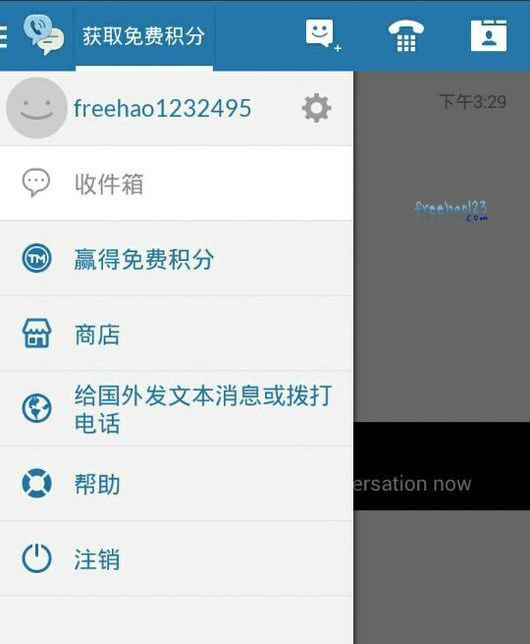 获取免费积分
freehao1232495
下午3:29
收件箱
freehao123
.com
TM
赢得免费积分
商店
给国外发文本消息或拨打
电话
帮助
ersation now
注销